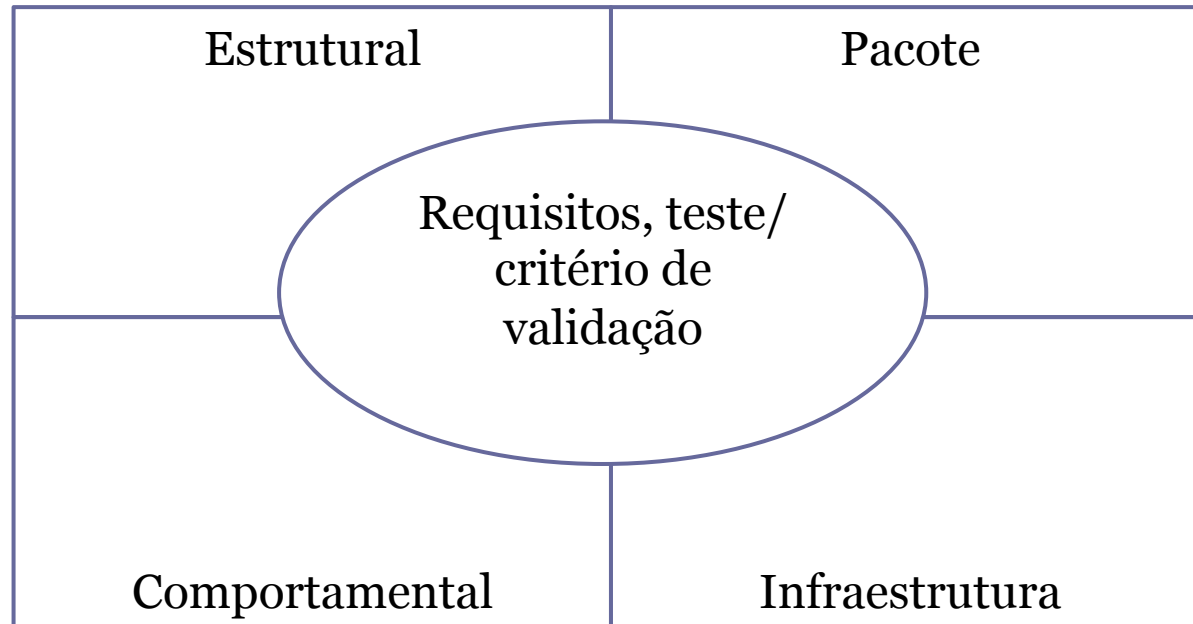 Estrutural
Pacote
Requisitos, teste/
critério de
validação
Comportamental
Infraestrutura